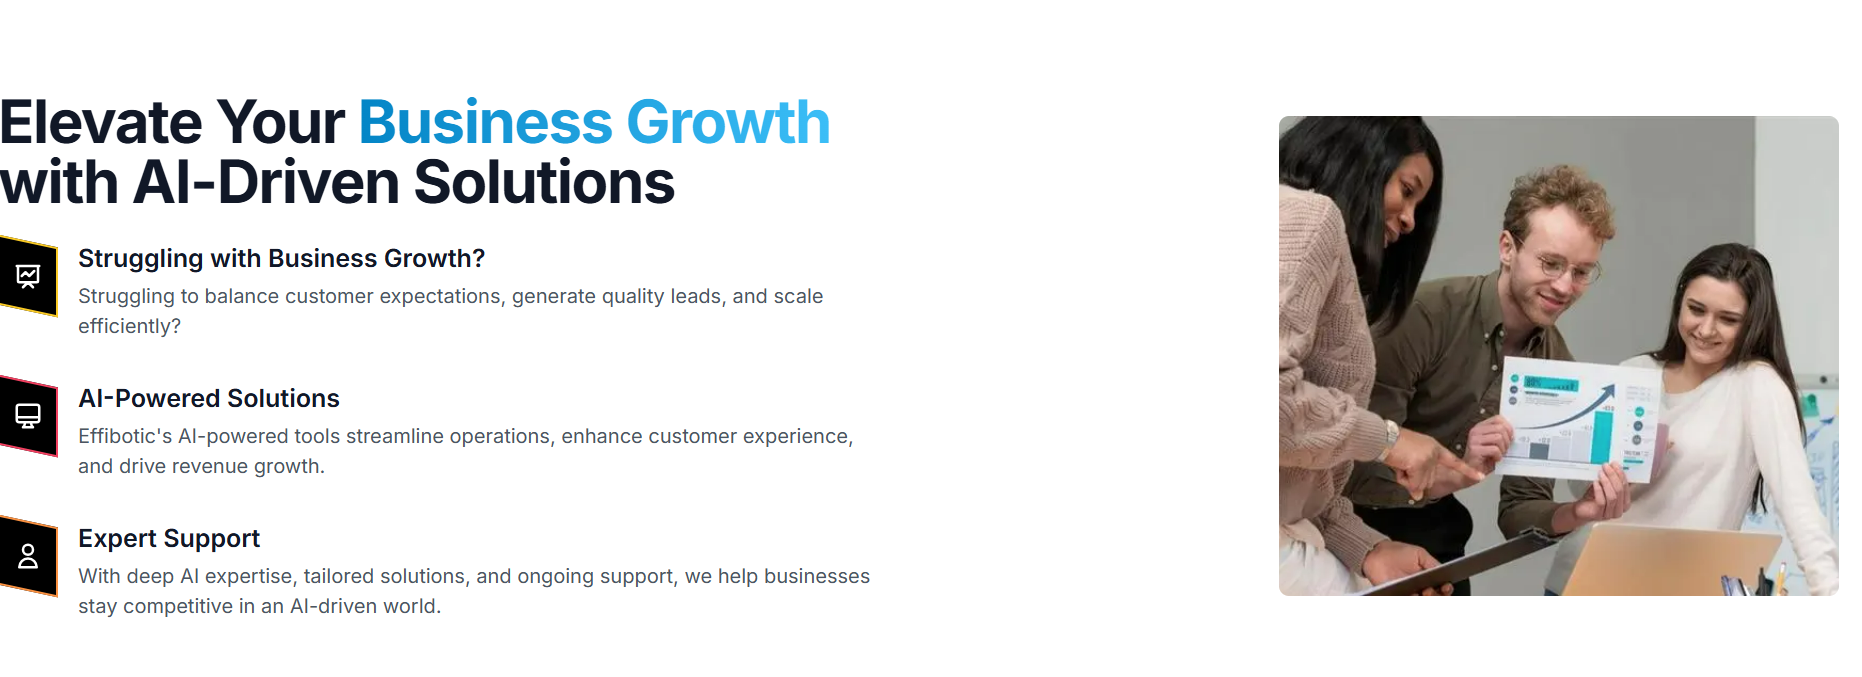 Elevate Your Business Growth
with AI-Driven Solutions
Struggling with Business Growth?
Struggling to balance customer expectations, generate quality leads, and scale
efficiently?
AI-Powered Solutions
Effibotic's AI-powered tools streamline operations, enhance customer experience,
and drive revenue growth.
Expert Support
With deep AI expertise, tailored solutions, and ongoing support, we help businesses
stay competitive in an AI-driven world.